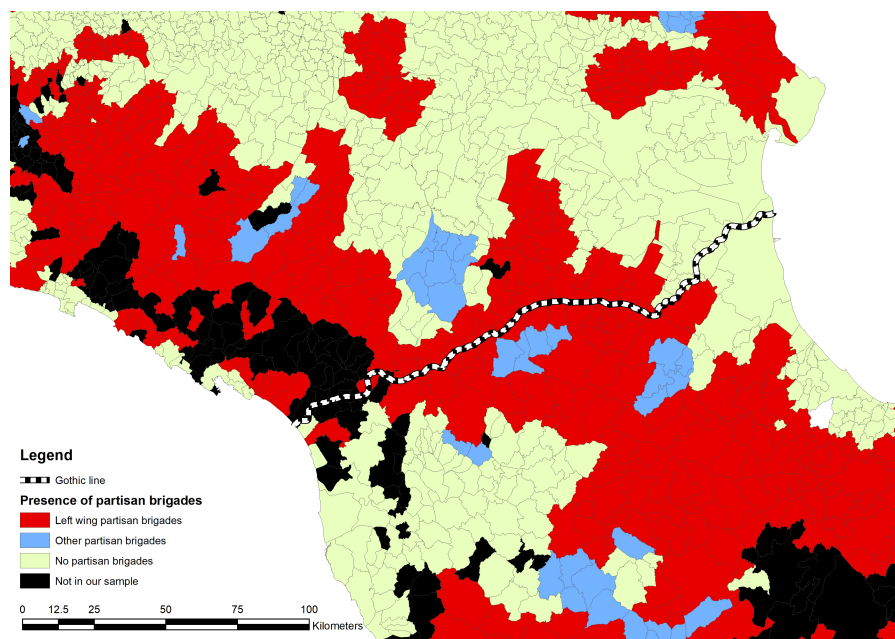 Legend
Gothic line
Presence of partisan brigades
Left wing partisan brigades
Other partisan brigades
No partisan brigades
Not in our sample
0 12.5 25 50 75 100
Kilometers